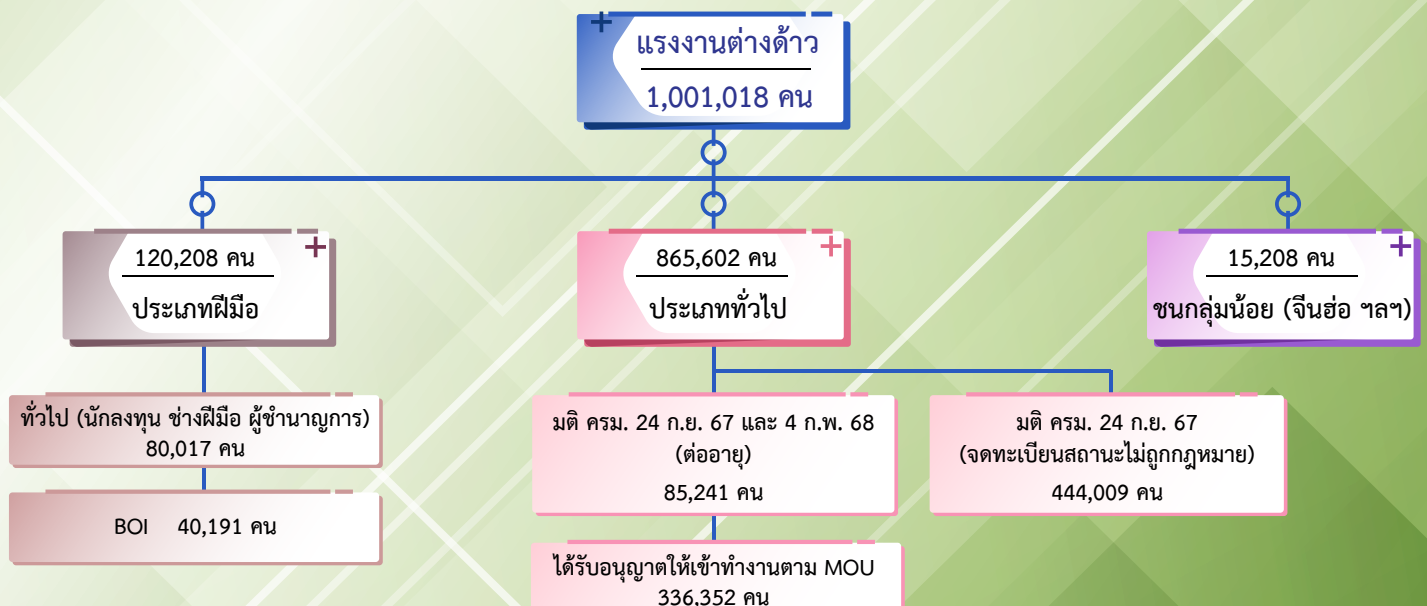 แรงงานต่างด้าว
1,001,018 คน
120,208 คน
ประเภทฝีมือ
865,602 คน
ประเภททั่วไป
15,208 คน
ชนกลุ่มน้อย (จีนฮ่อ ฯลฯ)
ทั่วไป (นักลงทุน ช่างฝีมือ ผู้ชำนาญการ)
80,017 คน
BOI 40,191 คน
มติ ครม. 24 ก.ย. 67 และ 4 ก.พ. 68
(ต่ออายุ)
85,241 คน
มติ ครม. 24 ก.ย. 67
(จดทะเบียนสถานะไม่ถูกกฎหมาย)
444,009 คน
ได้รับอนุญาตให้เข้าทำงานตาม MOU
336,352 คน